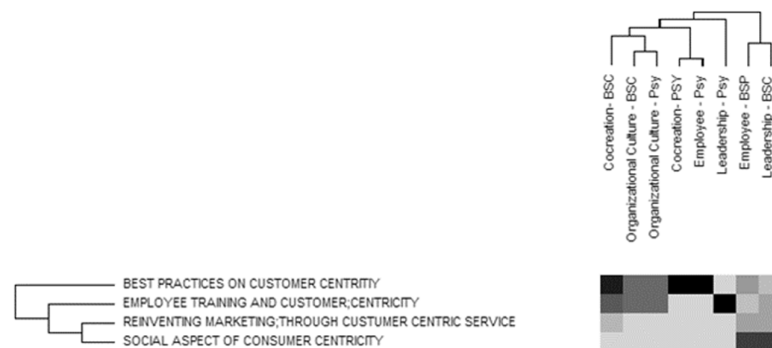 Cocreation- BSC
Organizational Culture - BSC
Organizational Culture - Psy
Cocreation- PSY
Employee - Psy
Leadership - Psy
Employee - BSP
Leadership - BSC
BEST PRACTICES ON CUSTOMER CENTRITIY
EMPLOYEE TRAINING AND CUSTOMER;CENTRICITY
REINVENTING MARKETING;THROUGH CUSTUMER CENTRIC SERVICE
SOCIAL ASPECT OF CONSUMER CENTRICITY